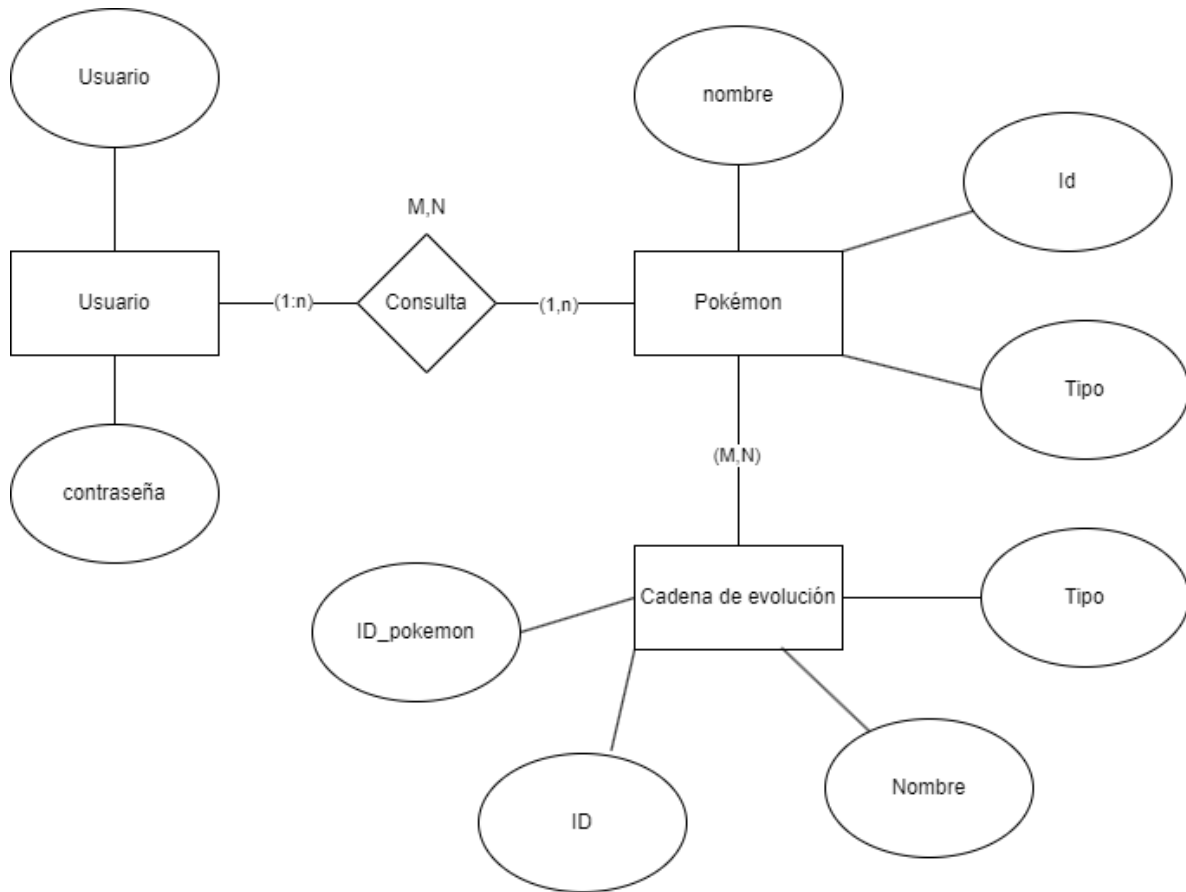 Usuario
nombre
Id
M,N
Usuario
(1:n)
Consulta
(1,n)
Pokémon
Tipo
(M,N)
contraseña
Cadena de evolución
Tipo
ID_pokemon
Nombre
ID